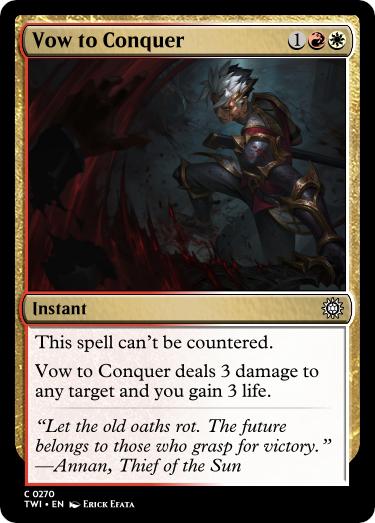 Vow to Conquer 1
Instant
This spell can't be countered.
Vow to Conquer deals 3 damage to
any target and you gain 3 life.
“Let the old oaths rot. The future
belongs to those who grasp for victory.”
—Annan, Thief of the Sun
C 0270
TWI • EN Erick Efata